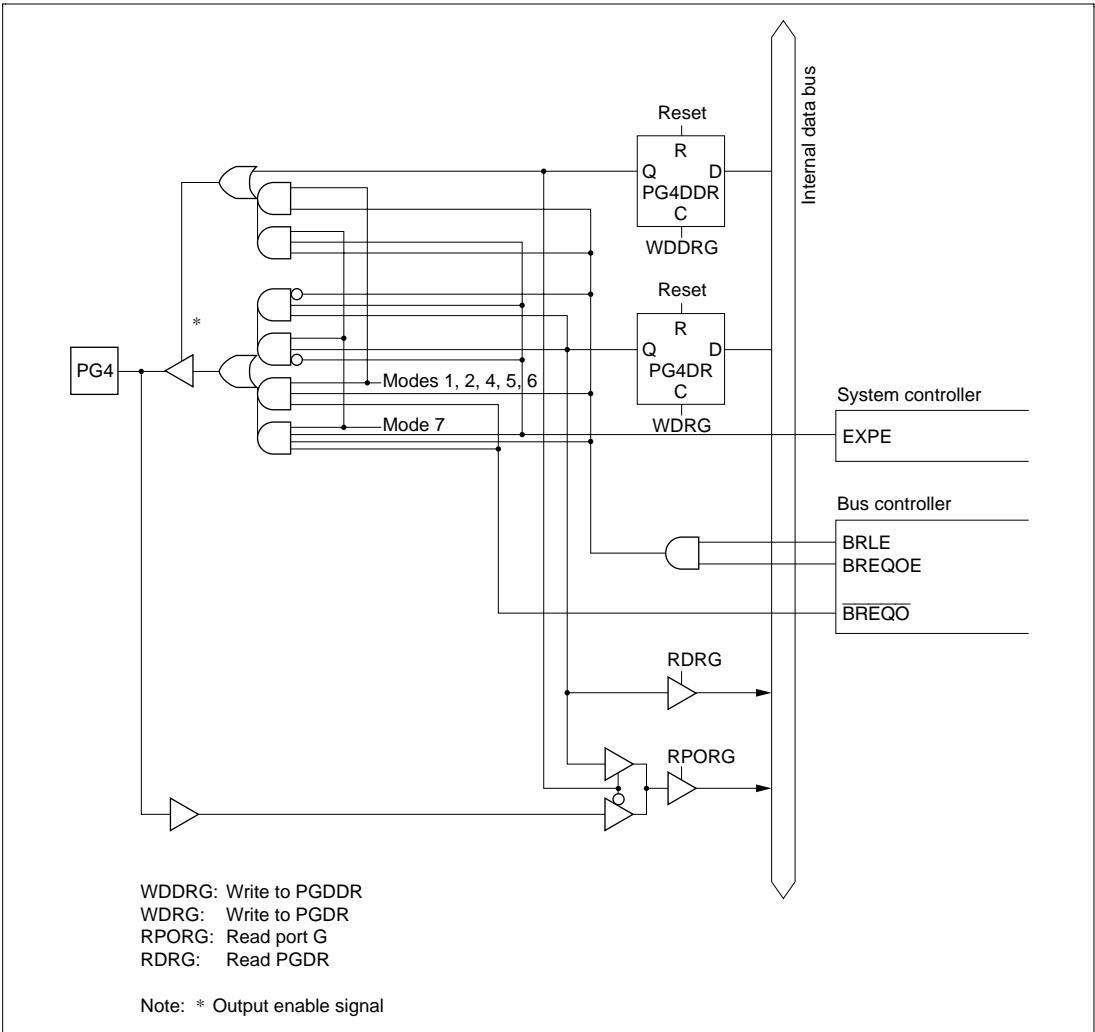 Internal data bus
Reset
R
Q D
PG4DDR
C
WDDRG
Reset
R
*
Q D
PG4
PG4DR
C
Modes 1, 2, 4, 5, 6
WDRG
Mode 7
System controller
EXPE
Bus controller
BRLE
BREQOE
BREQO
RDRG
RPORG
WDDRG: Write to PGDDR
WDRG: Write to PGDR
RPORG: Read port G
RDRG: Read PGDR
Note: * Output enable signal